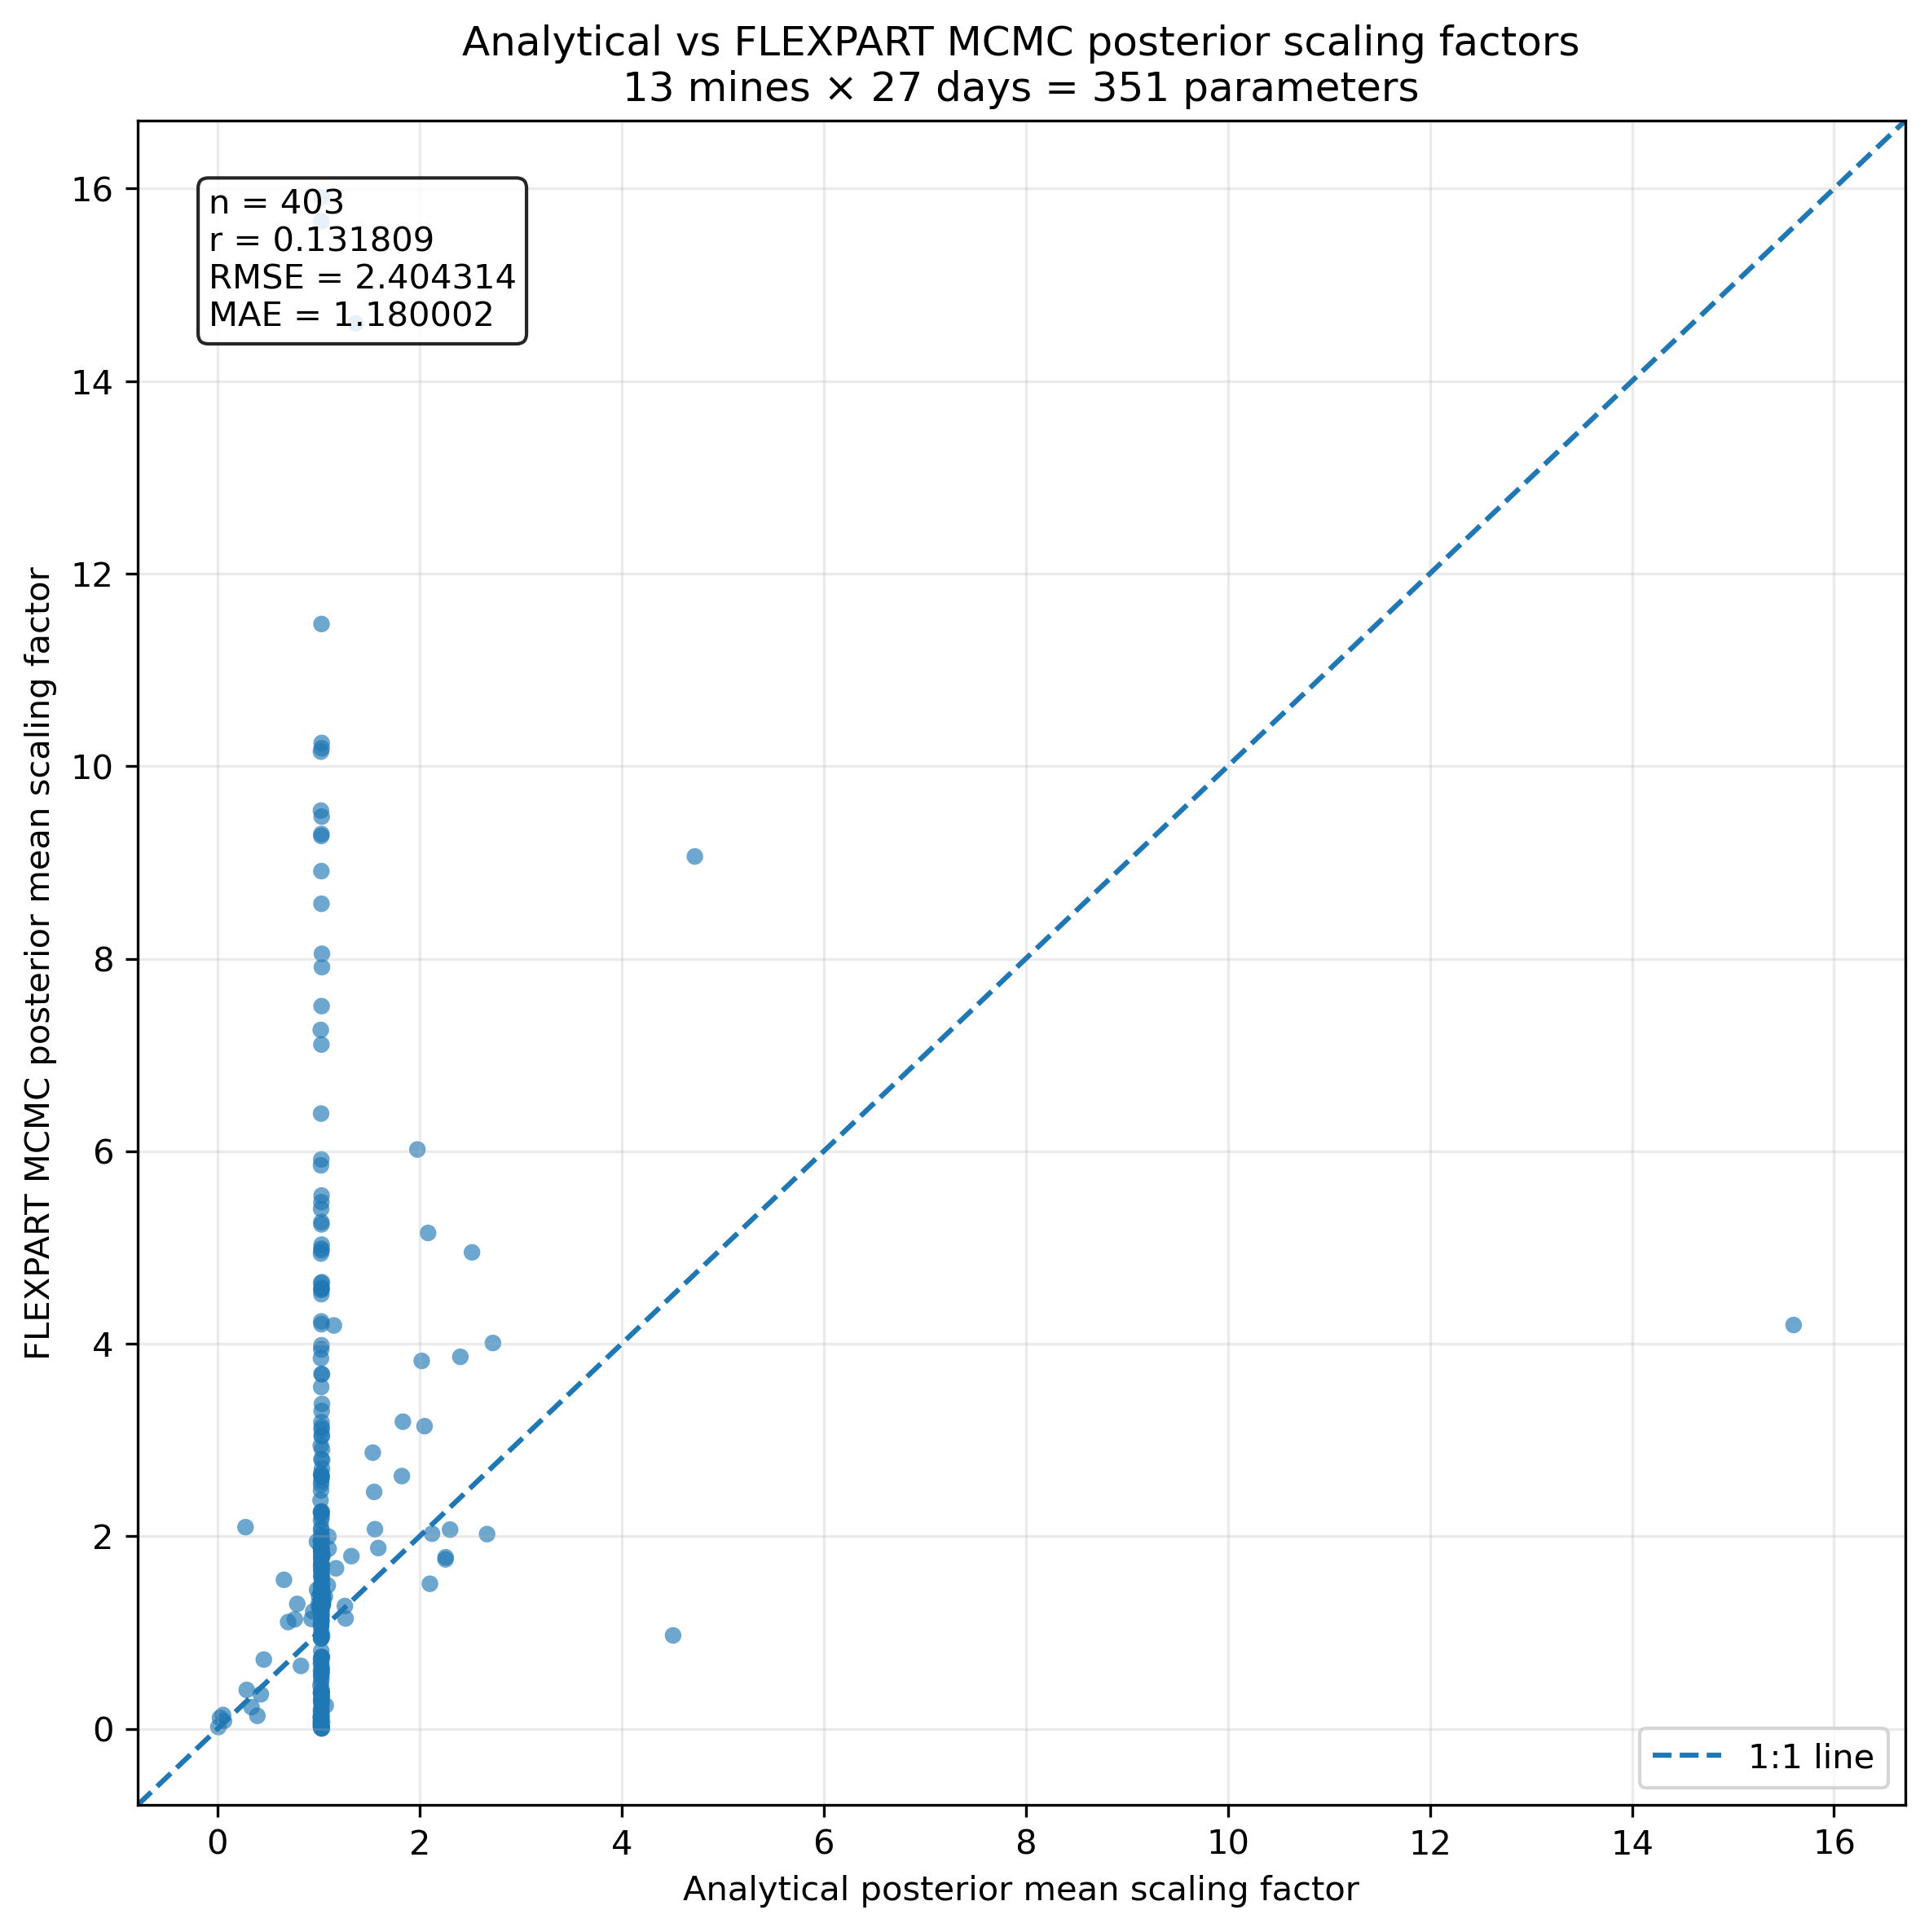 Analytical vs FLEXPART MCMC posterior scaling factors
13 mines × 27 days = 351 parameters
n = 403
r = 0.131809
RMSE = 2.404314
MAE = 1.180002
FLEXPART MCMC posterior mean scaling factor
16
14
12
10
8
6
4
2
0
1:1 line
0 2 4 6 8 10 12 14 16
Analytical posterior mean scaling factor